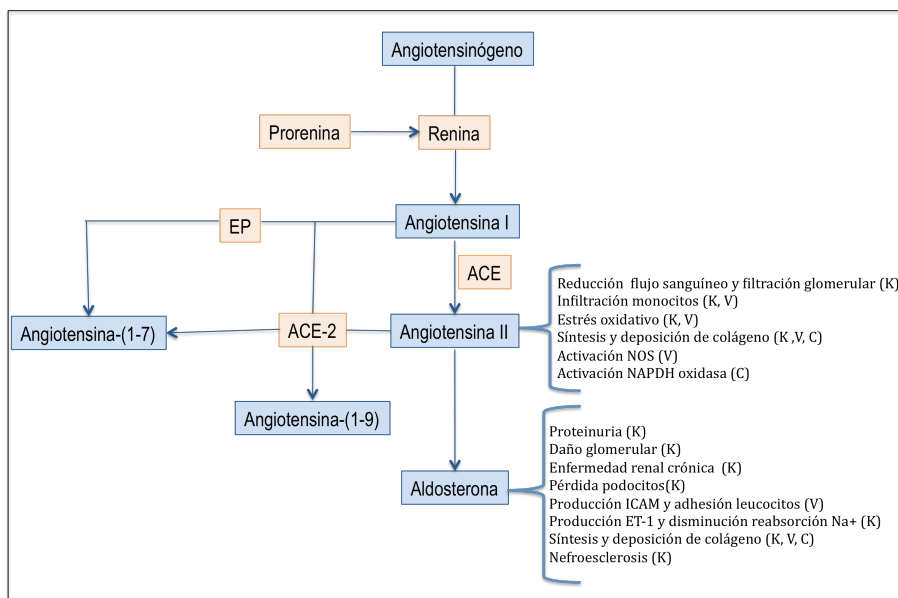 Angiotensinógeno
Prorenina
Renina
EP
Angiotensina I
ACE
Reducción flujo sanguíneo y filtración glomerular (K)
Infiltración monocitos (K, V)
Estrés oxidativo (K, V)
Síntesis y deposición de colágeno (K ,V, C)
Activación NOS (V)
Activación NAPDH oxidasa (C)
Angiotensina-(1-7)
ACE-2
Angiotensina II
Angiotensina-(1-9)
Aldosterona
Proteinuria (K)
Daño glomerular (K)
Enfermedad renal crónica (K)
Pérdida podocitos(K)
Producción ICAM y adhesión leucocitos (V)
Producción ET-1 y disminución reabsorción Na+ (K)
Síntesis y deposición de colágeno (K, V, C)
Nefroesclerosis (K)